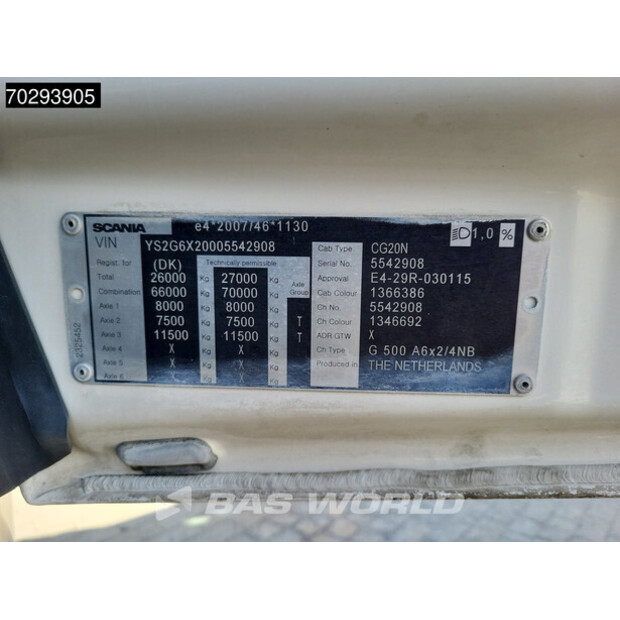 70293905
SCANIA e4*2007/46*1130
VIN YS2G6X20005542908
Regist. for (DK) Technically permissible
Total 26000 Kg 27000 Kg Axle Group
Combination 66000 Kg 70000 Kg
Axle 1 8000 Kg 8000 Kg
Axle 2 7500 Kg 7500 Kg T
Axle 3 11500 Kg 11500 Kg T
Axle 4 X Kg X Kg
Axle 5 X Kg X Kg
Axle 6 X Kg X Kg
1,0 %
Cab Type CG20N
Serial No. 5542908
Approval E4-29R-030115
Cab Colour 1366386
Ch No. 5542908
Ch Colour 1346692
ADR GTW X
Ch Type G 500 A6x2/4NB
Produced in THE NETHERLANDS
2325452
BAS WORLD